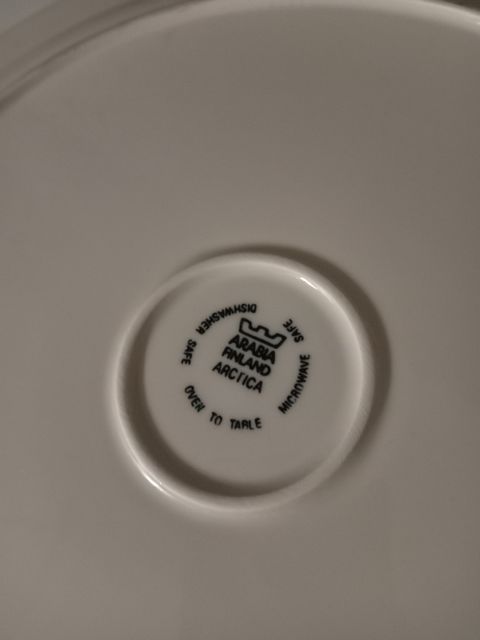 ARABIA
FINLAND
ARCTICA
DISHWASHER SAFE
OVEN TO TABLE
MICROWAVE SAFE